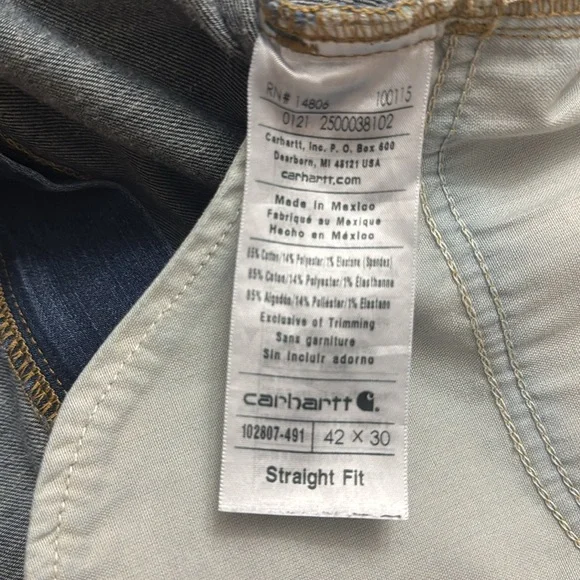 RN# 14806 100115
0121 2500038102
Carhartt, Inc. P. O. Box 600
Dearborn, MI 48121 USA
carhartt.com
Made in Mexico
Fabriqué au Mexique
Hecho en México
85% Cotton/14% Polyester/1% Elastane (Spandex)
85% Coton/14% Polyester/1% Elasthanne
85% Algodón/14% Poliéster/1% Elastano
Exclusive of Trimming
Sans garniture
Sin incluir adorno
carhartt
102807-491 42 X 30
Straight Fit